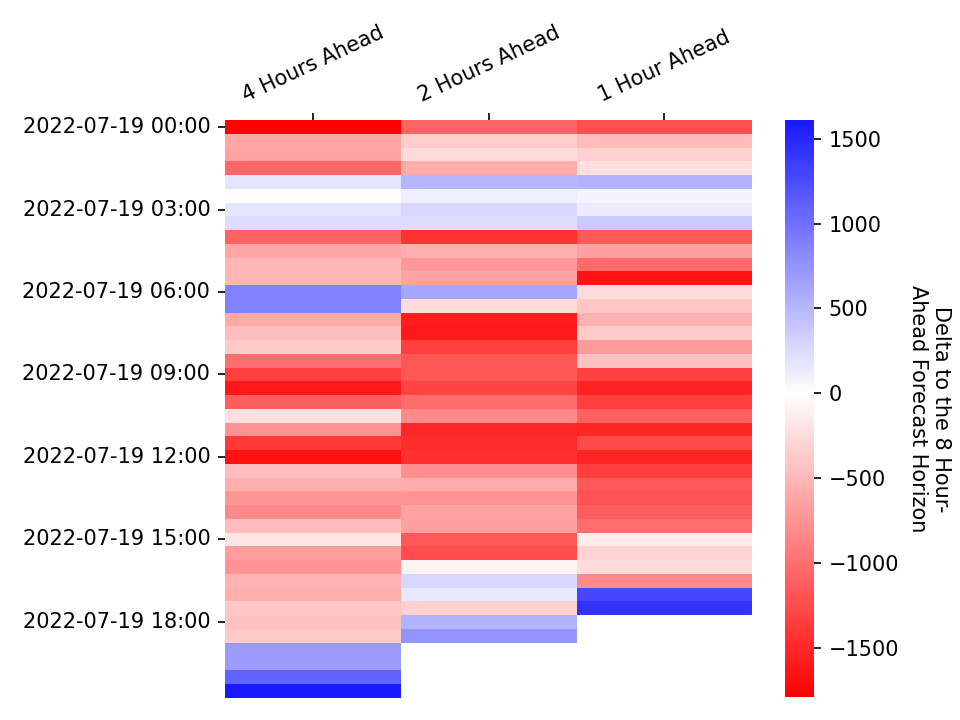 4 Hours Ahead
2 Hours Ahead
1 Hour Ahead
2022-07-19 00:00
2022-07-19 03:00
2022-07-19 06:00
2022-07-19 09:00
2022-07-19 12:00
2022-07-19 15:00
2022-07-19 18:00
1500
1000
500
0
−500
−1000
−1500
Delta to the 8 Hour-
Ahead Forecast Horizon